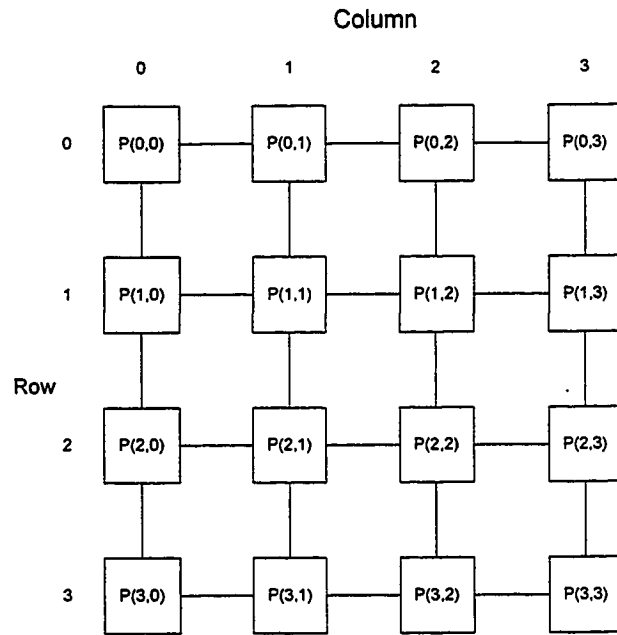 Column
0 1 2 3
0 P(0,0) P(0,1) P(0,2) P(0,3)
1 P(1,0) P(1,1) P(1,2) P(1,3)
Row
2 P(2,0) P(2,1) P(2,2) P(2,3)
3 P(3,0) P(3,1) P(3,2) P(3,3)